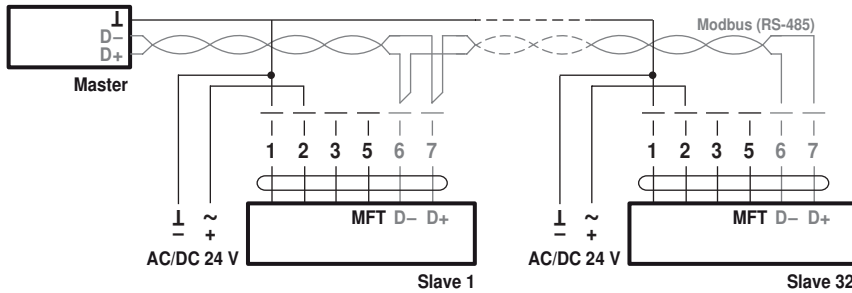 ⊥
D–
D+
Master
Modbus (RS-485)
1 2 3 5 6 7
1 2 3 5 6 7
⊥ ~
– +
AC/DC 24 V
MFT D– D+
Slave 1
⊥ ~
– +
AC/DC 24 V
MFT D– D+
Slave 32